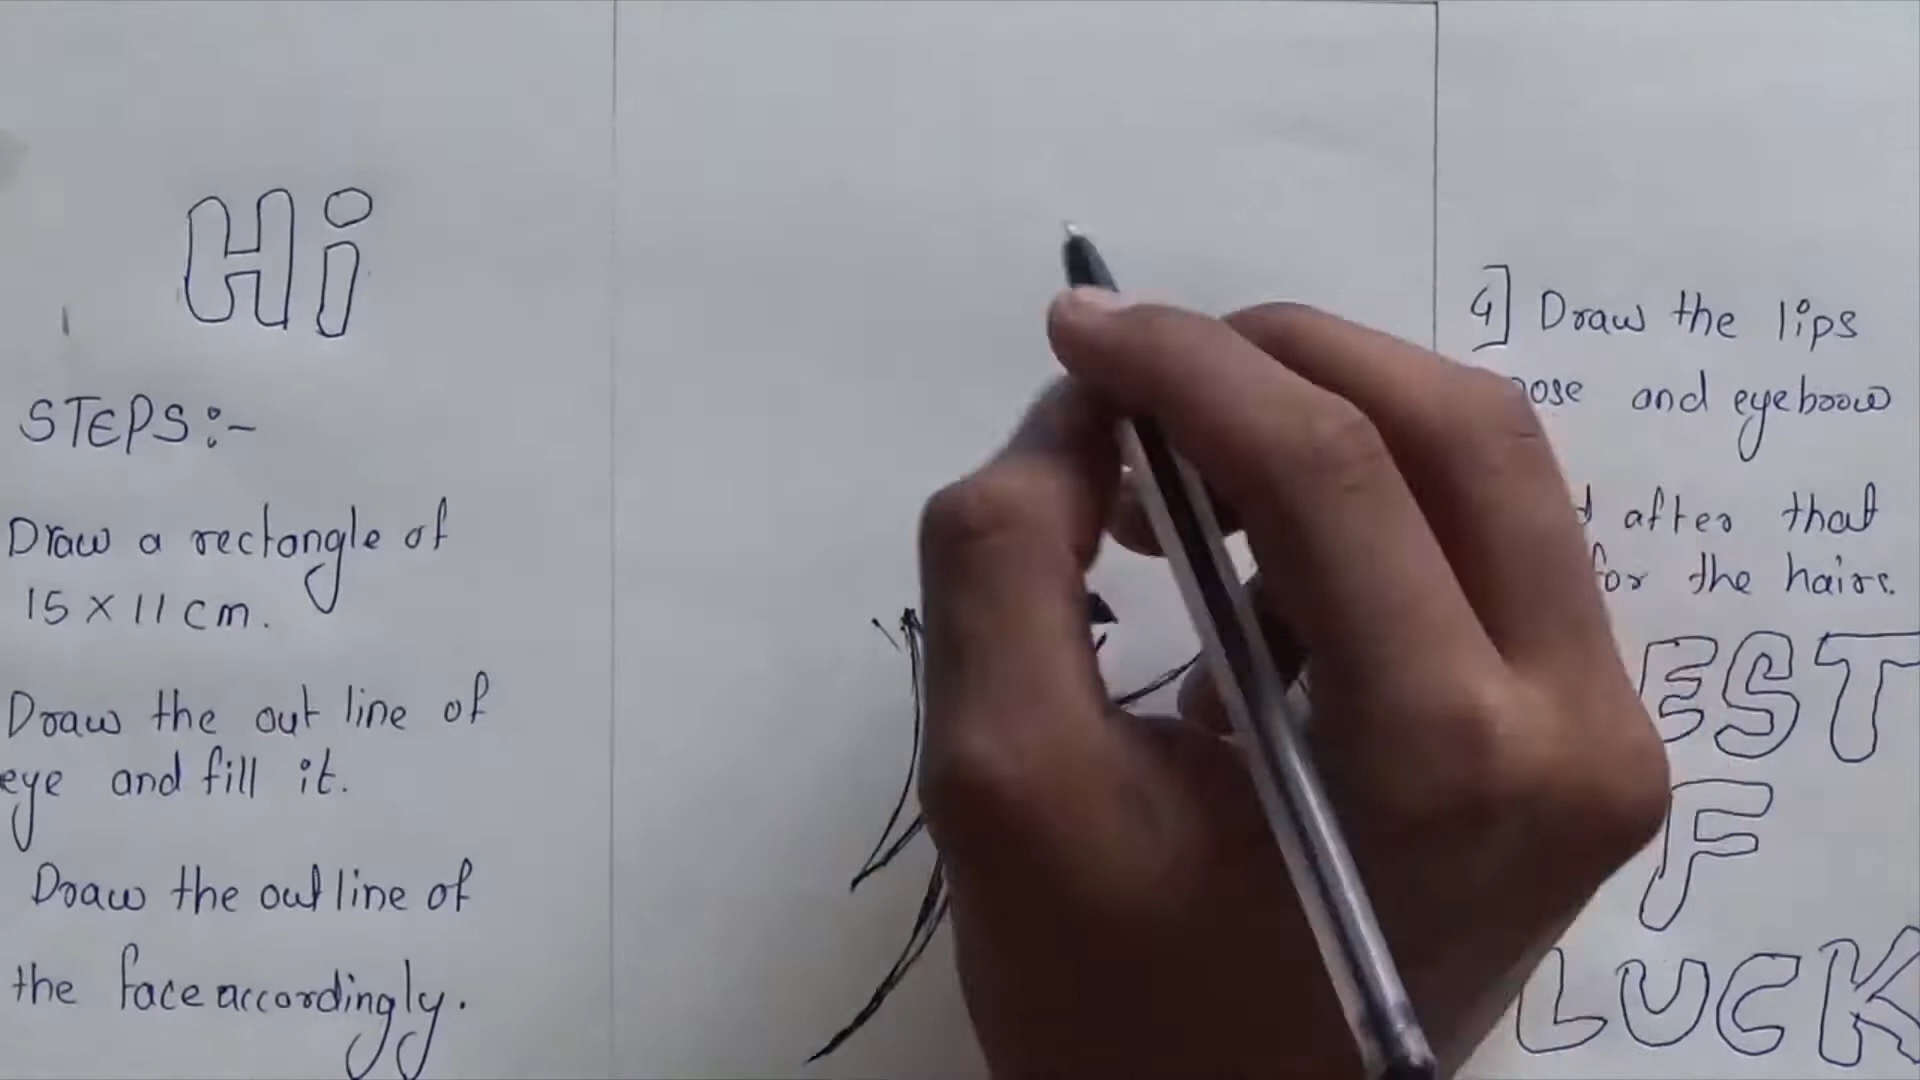 Hi
STEPS:-
Draw a rectangle of
15 x 11 cm.
Draw the out line of
eye and fill it.
Draw the out line of
the face accordingly.
4] Draw the lips
ose and eyebrow
after that
for the hairs.
EST
F
LUCK